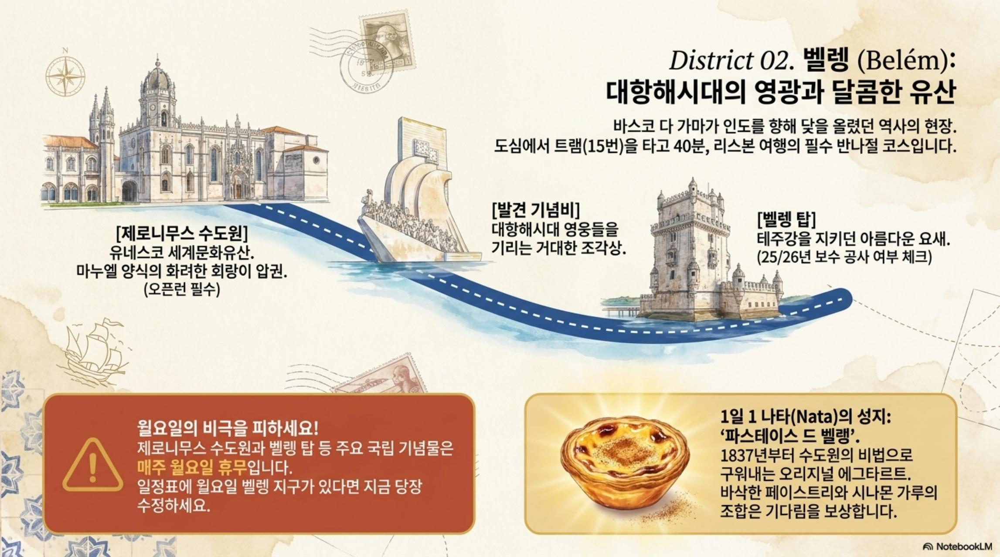 N
District 02. 벨렝 (Belém):
대항해시대의 영광과 달콤한 유산
바스코 다 가마가 인도를 향해 닻을 올렸던 역사의 현장.
도심에서 트램(15번)을 타고 40분, 리스본 여행의 필수 반나절 코스입니다.
[제로니무스 수도원]
유네스코 세계문화유산.
마누엘 양식의 화려한 회랑이 압권.
(오픈런 필수)
[발견 기념비]
대항해시대 영웅들을
기리는 거대한 조각상.
[벨렝 탑]
테주강을 지키던 아름다운 요새.
(25/26년 보수 공사 여부 체크)
월요일의 비극을 피하세요!
제로니무스 수도원과 벨렝 탑 등 주요 국립 기념물은
매주 월요일 휴무입니다.
일정표에 월요일 벨렝 지구가 있다면 지금 당장
수정하세요.
1일 1 나타(Nata)의 성지:
‘파스테이스 드 벨랭’.
1837년부터 수도원의 비법으로
구워내는 오리지널 에그타르트.
바삭한 페이스트리와 시나몬 가루의
조합은 기다림을 보상합니다.
NotebookLM